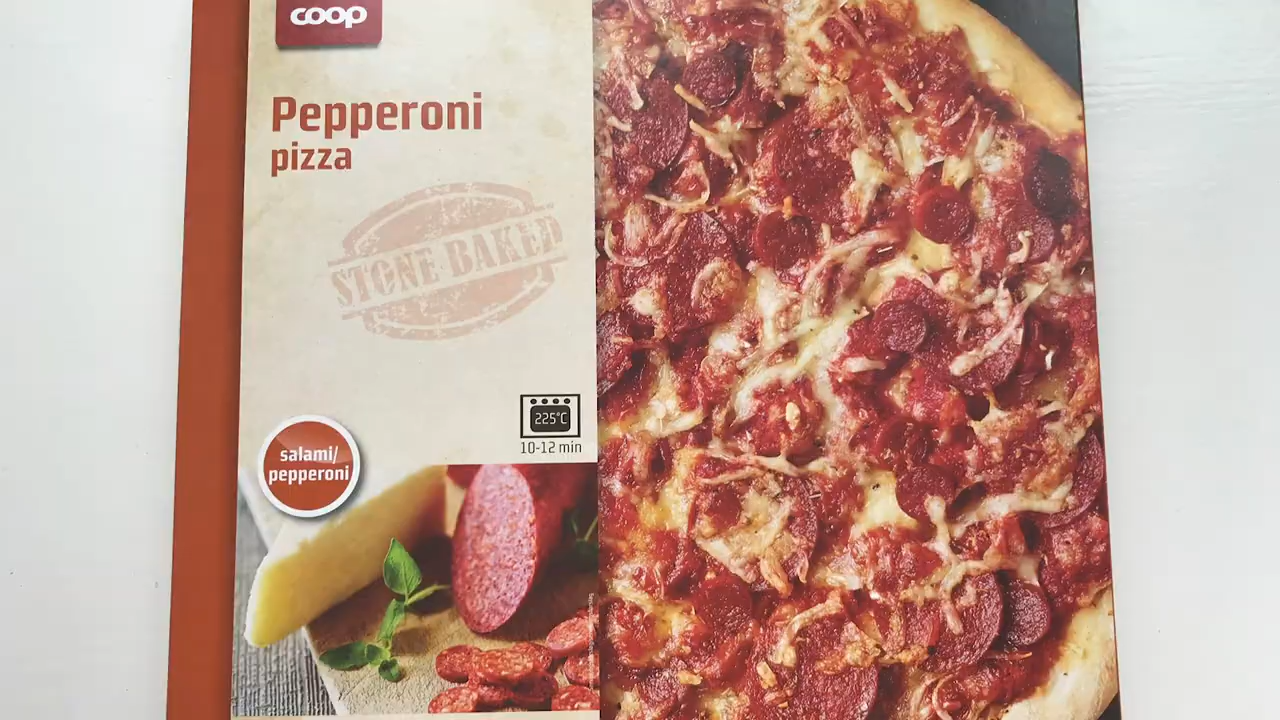 coop
Pepperoni
pizza
STONE BAKED
225°C
10-12 min
salami/
pepperoni